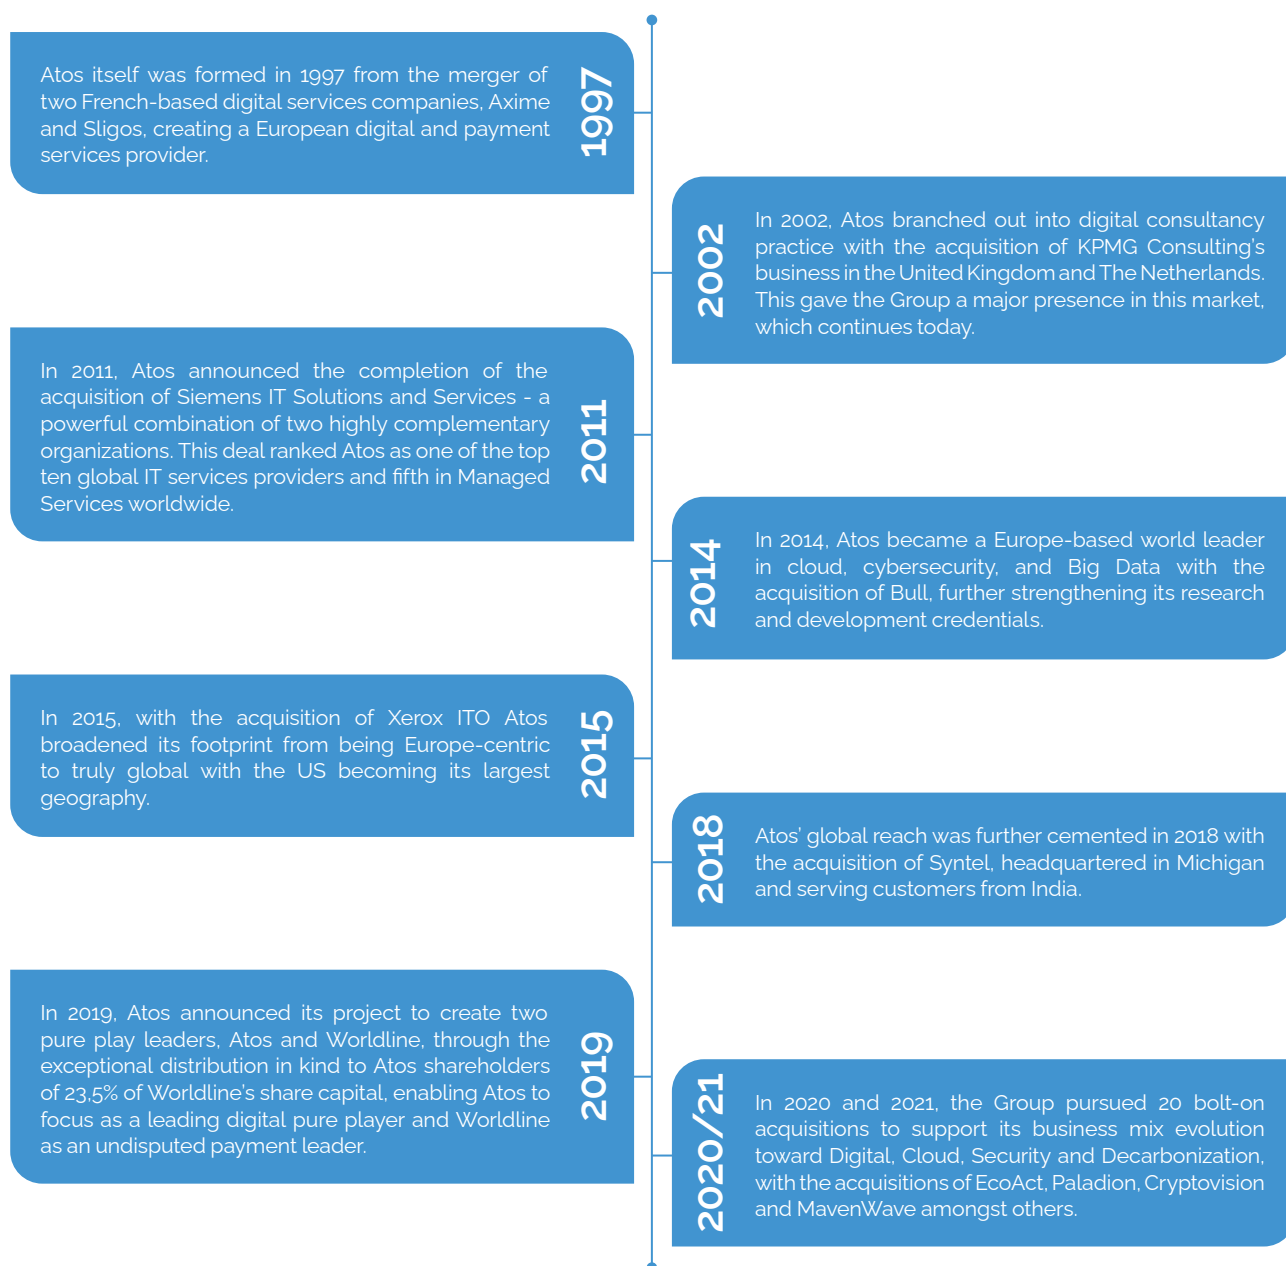 Atos itself was formed in 1997 from the merger of
two French-based digital services companies, Axime
and Sligos, creating a European digital and payment
services provider.
1997
2002
In 2002, Atos branched out into digital consultancy
practice with the acquisition of KPMG Consulting's
business in the United Kingdom and The Netherlands.
This gave the Group a major presence in this market,
which continues today.
In 2011, Atos announced the completion of the
acquisition of Siemens IT Solutions and Services - a
powerful combination of two highly complementary
organizations. This deal ranked Atos as one of the top
ten global IT services providers and fifth in Managed
Services worldwide.
2011
2014
In 2014, Atos became a Europe-based world leader
in cloud, cybersecurity, and Big Data with the
acquisition of Bull, further strengthening its research
and development credentials.
In 2015, with the acquisition of Xerox ITO Atos
broadened its footprint from being Europe-centric
to truly global with the US becoming its largest
geography.
2015
2018
Atos' global reach was further cemented in 2018 with
the acquisition of Syntel, headquartered in Michigan
and serving customers from India.
In 2019, Atos announced its project to create two
pure play leaders, Atos and Worldline, through the
exceptional distribution in kind to Atos shareholders
of 23,5% of Worldline's share capital, enabling Atos to
focus as a leading digital pure player and Worldline
as an undisputed payment leader.
2019
2020/21
In 2020 and 2021, the Group pursued 20 bolt-on
acquisitions to support its business mix evolution
toward Digital, Cloud, Security and Decarbonization,
with the acquisitions of EcoAct, Paladion, Cryptovision
and MavenWave amongst others.